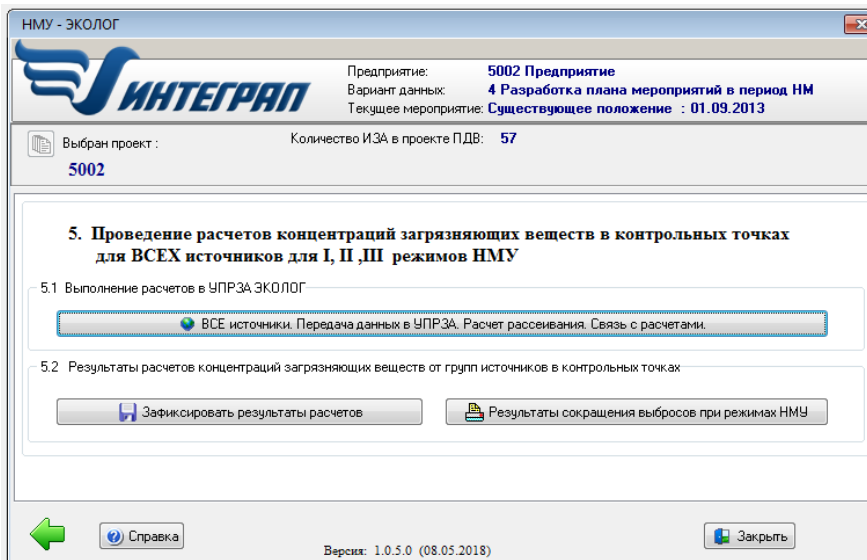 НМУ - ЭКОЛОГ
ИНТЕГРАЛ
Предприятие: 5002 Предприятие
Вариант данных: 4 Разработка плана мероприятий в период НМ
Текущее мероприятие: Существующее положение : 01.09.2013
Выбран проект :
Количество ИЗА в проекте ПДВ: 57
5002
5. Проведение расчетов концентраций загрязняющих веществ в контрольных точках
для ВСЕХ источников для I, II ,III режимов НМУ
5.1 Выполнение расчетов в УПРЗА ЭКОЛОГ
ВСЕ источники. Передача данных в УПРЗА. Расчет рассеивания. Связь с расчетами.
5.2 Результаты расчетов концентраций загрязняющих веществ от групп источников в контрольных точках
Зафиксировать результаты расчетов
Результаты сокращения выбросов при режимах НМУ
Справка
Версия: 1.0.5.0 (08.05.2018)
Закрыть